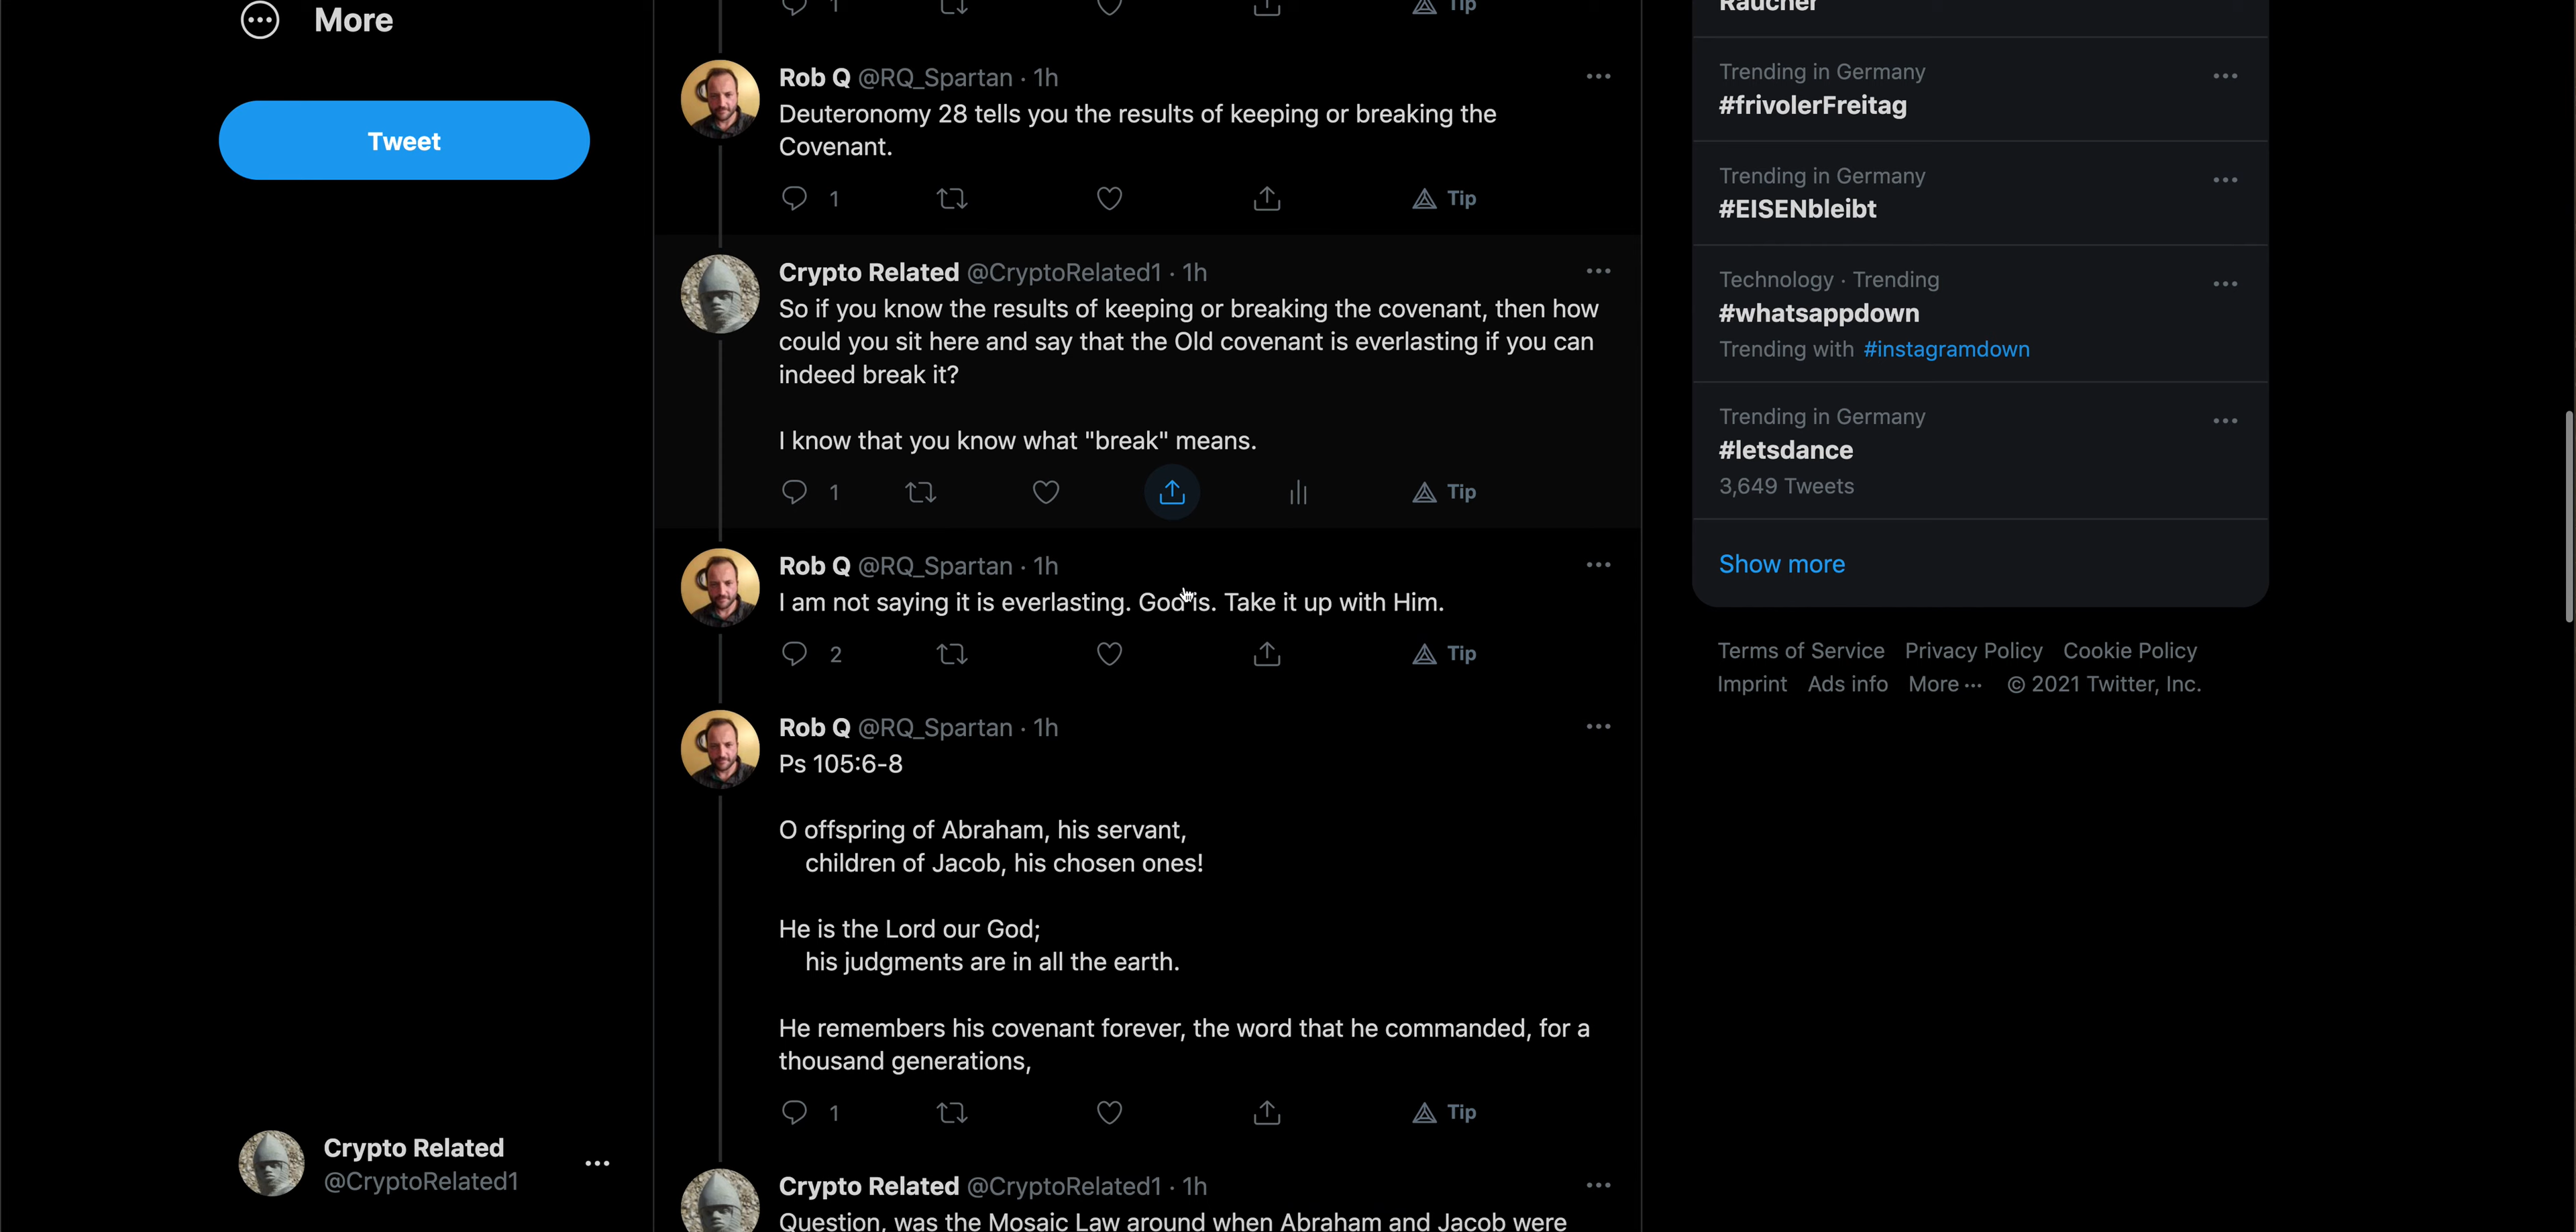 More
Tweet
1 Tip
Rob Q @RQ_Spartan · 1h
Deuteronomy 28 tells you the results of keeping or breaking the
Covenant.
1 Tip
Crypto Related @CryptoRelated1 · 1h
So if you know the results of keeping or breaking the covenant, then how
could you sit here and say that the Old covenant is everlasting if you can
indeed break it?
I know that you know what "break" means.
1 Tip
Rob Q @RQ_Spartan · 1h
I am not saying it is everlasting. God is. Take it up with Him.
2 Tip
Rob Q @RQ_Spartan · 1h
Ps 105:6-8
O offspring of Abraham, his servant,
children of Jacob, his chosen ones!
He is the Lord our God;
his judgments are in all the earth.
He remembers his covenant forever, the word that he commanded, for a
thousand generations,
1 Tip
Crypto Related @CryptoRelated1 · 1h
Question, was the Mosaic Law around when Abraham and Jacob were
Raucher
Trending in Germany
#frivolerFreitag
Trending in Germany
#EISENbleibt
Technology · Trending
#whatsappdown
Trending with #instagramdown
Trending in Germany
#letsdance
3,649 Tweets
Show more
Terms of Service Privacy Policy Cookie Policy
Imprint Ads info More ··· © 2021 Twitter, Inc.
Crypto Related
@CryptoRelated1